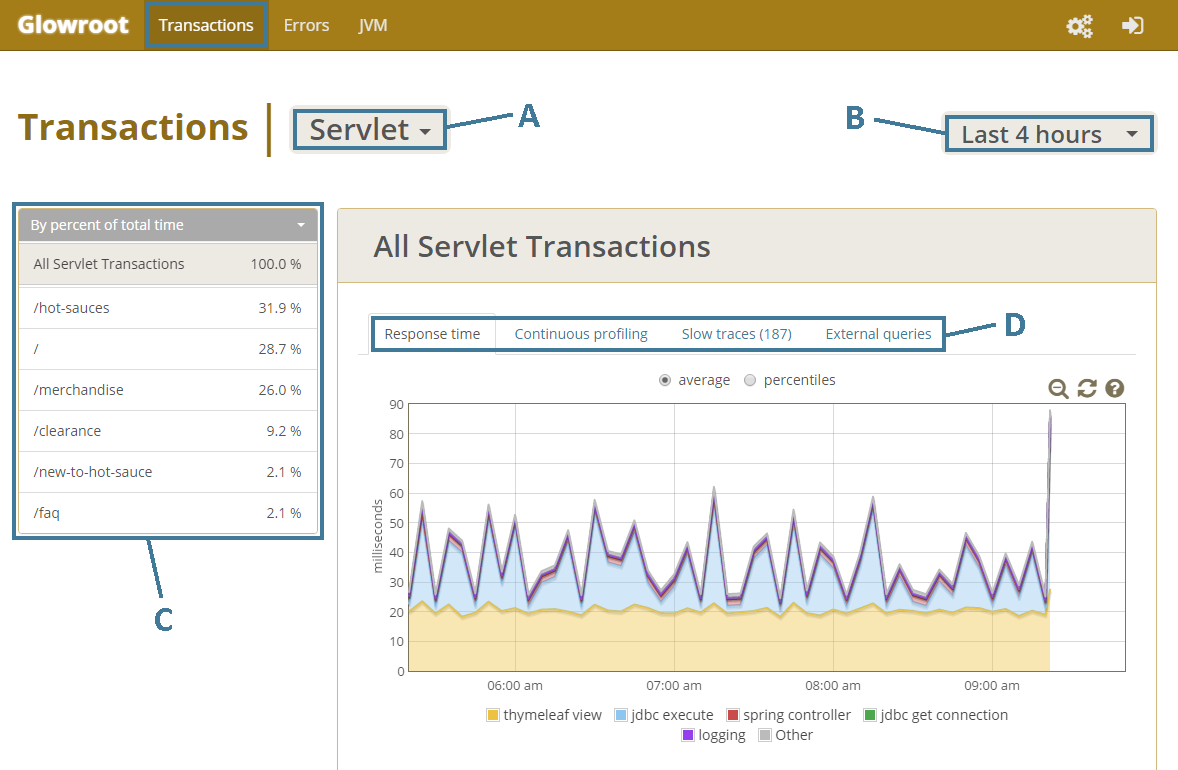 Glowroot Transactions Errors JVM
Transactions Servlet A
B Last 4 hours
By percent of total time
All Servlet Transactions 100.0 %
/hot-sauces 31.9 %
/ 28.7 %
/merchandise 26.0 %
/clearance 9.2 %
/new-to-hot-sauce 2.1 %
/faq 2.1 %
C
All Servlet Transactions
Response time Continuous profiling Slow traces (187) External queries D
average percentiles
milliseconds
90
80
70
60
50
40
30
20
10
0
06:00 am 07:00 am 08:00 am 09:00 am
thymeleaf view jdbc execute spring controller jdbc get connection
logging Other